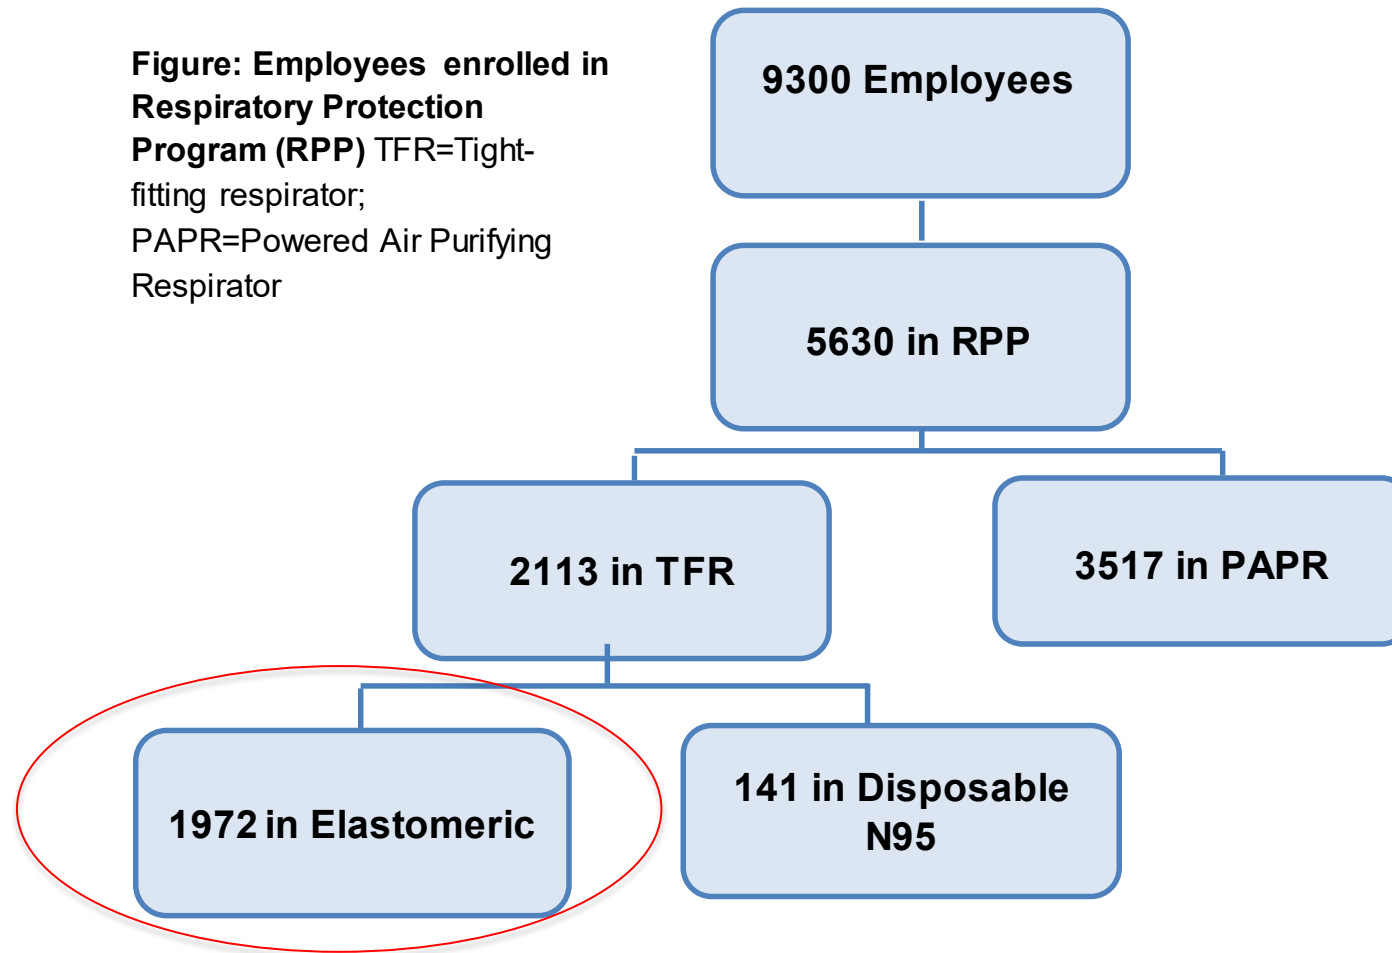 Figure: Employees enrolled in
Respiratory Protection
Program (RPP) TFR=Tight-
fitting respirator;
PAPR=Powered Air Purifying
Respirator
9300 Employees
5630 in RPP
2113 in TFR
3517 in PAPR
1972 in Elastomeric
141 in Disposable
N95